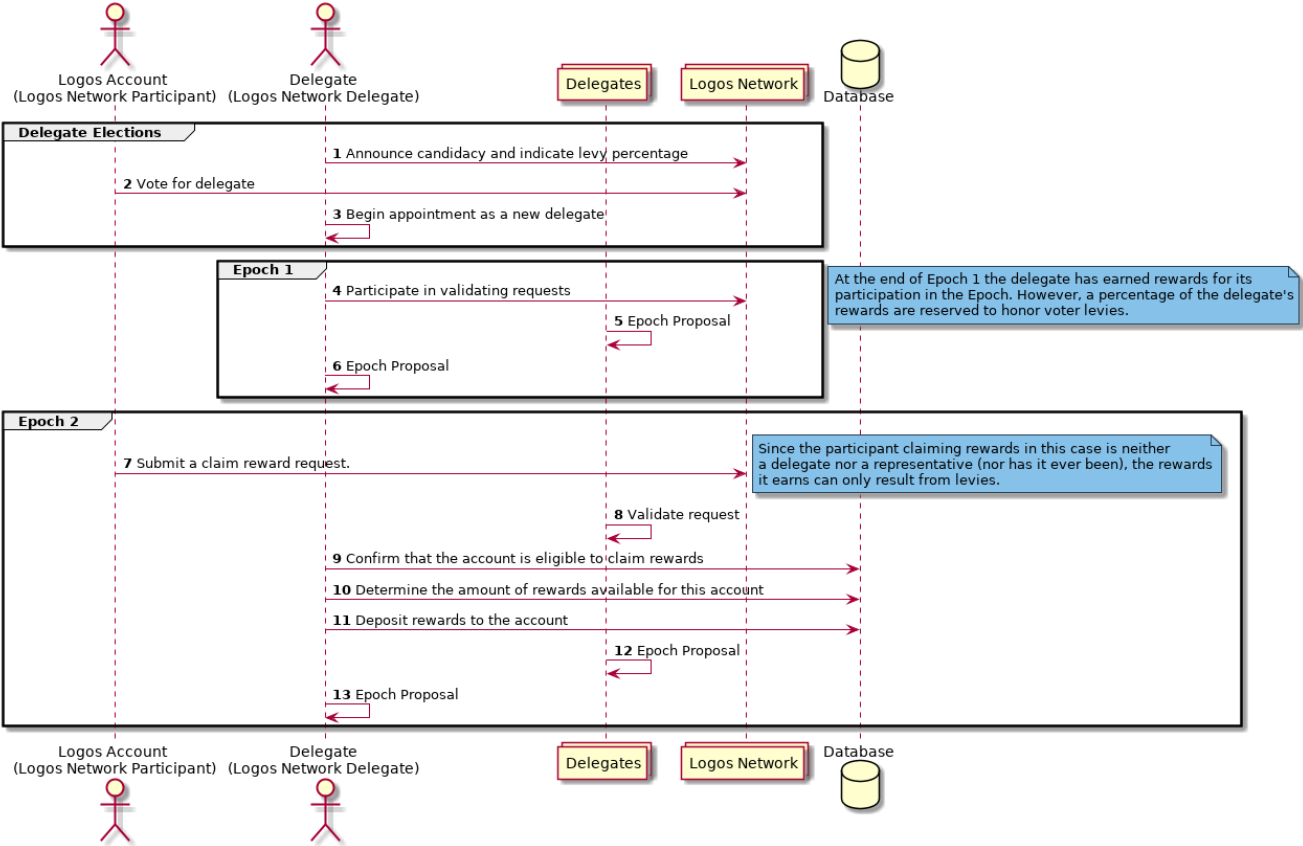 Logos Account
(Logos Network Participant)
Delegate
(Logos Network Delegate)
Delegates
Logos Network
Database
Delegate Elections
1 Announce candidacy and indicate levy percentage
2 Vote for delegate
3 Begin appointment as a new delegate
Epoch 1
4 Participate in validating requests
At the end of Epoch 1 the delegate has earned rewards for its
participation in the Epoch. However, a percentage of the delegate's
rewards are reserved to honor voter levies.
5 Epoch Proposal
6 Epoch Proposal
Epoch 2
7 Submit a claim reward request.
Since the participant claiming rewards in this case is neither
a delegate nor a representative (nor has it ever been), the rewards
it earns can only result from levies.
8 Validate request
9 Confirm that the account is eligible to claim rewards
10 Determine the amount of rewards available for this account
11 Deposit rewards to the account
12 Epoch Proposal
13 Epoch Proposal
Logos Account
(Logos Network Participant)
Delegate
(Logos Network Delegate)
Delegates
Logos Network
Database